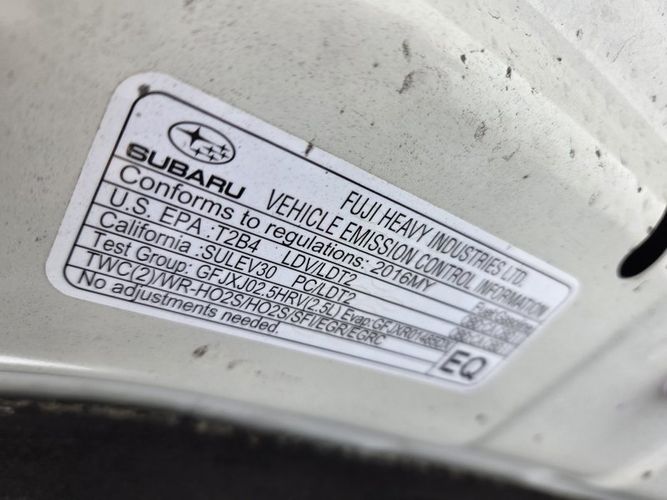 SUBARU
FUJI HEAVY INDUSTRIES LTD.
VEHICLE EMISSION CONTROL INFORMATION
Conforms to regulations: 2016MY
U.S. EPA :T2B4 LDV/LDT2
California :SULEV30 PC/LDT2
Test Group: GFJXJ02.5HRV(2.5L) Evap:
TWC(2)/WR-HO2S/HO2S/SFI/EGR/EGRC
No adjustments needed.
EQ